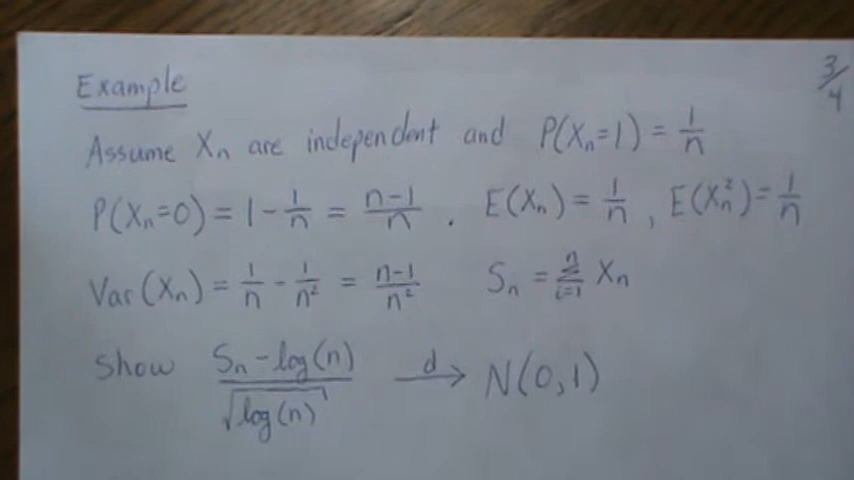 3/4
Example
Assume Xn are independent and P(Xn=1) = 1/n
P(Xn=0) = 1 - 1/n = n-1/n . E(Xn) = 1/n , E(Xn²) = 1/n
Var(Xn) = 1/n - 1/n² = n-1/n² Sn = Σ_{i=1}^{n} Xn
Show Sn - log(n) / √log(n) →d N(0,1)